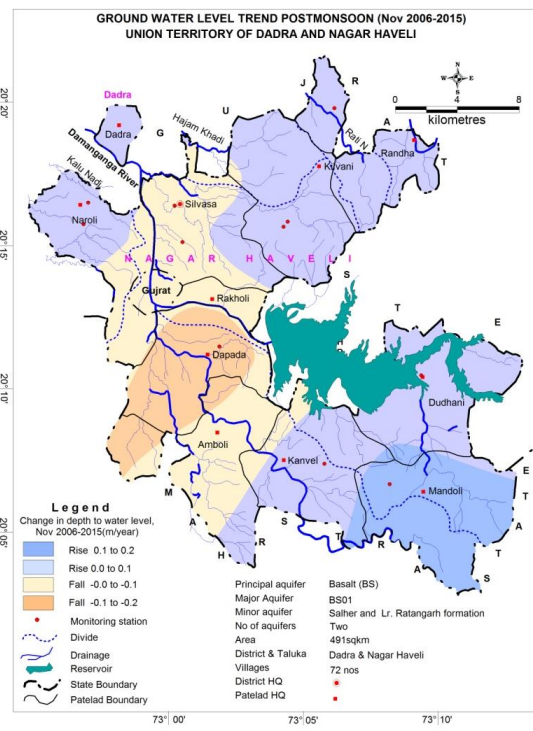 GROUND WATER LEVEL TREND POSTMONSOON (Nov 2006-2015)
UNION TERRITORY OF DADRA AND NAGAR HAVELI
J R
W E
20° 20'
Dadra
U
0 4 8
kilometres
Dadra
G
Hajam Khadi
Rati N
A
Damanganga River
Randha
T
Kalu Nadi
Kuvani
Silvasa
Naroli
20° 15'
N A G A R H A V E L I
S
Gujrat
Rakholi
T
E
H
Dapada
20° 10'
Dudhani
Amboli
Kanvel
E
Mandoli
T
M
A
A
S
T
T
H
R
R
A
S
20° 05'
Legend
Change in depth to water level,
Nov 2006-2015(m/year)
Rise 0.1 to 0.2
Rise 0.0 to 0.1
Fall -0.0 to -0.1
Fall -0.1 to -0.2
Monitoring station
Divide
Drainage
Reservoir
State Boundary
Patelad Boundary
Principal aquifer Basalt (BS)
Major Aquifer BS01
Minor aquifer Salher and Lr. Ratangarh formation
No of aquifers Two
Area 491sqkm
District & Taluka Dadra & Nagar Haveli
Villages 72 nos
District HQ
Patelad HQ
73° 00' 73° 05' 73° 10'